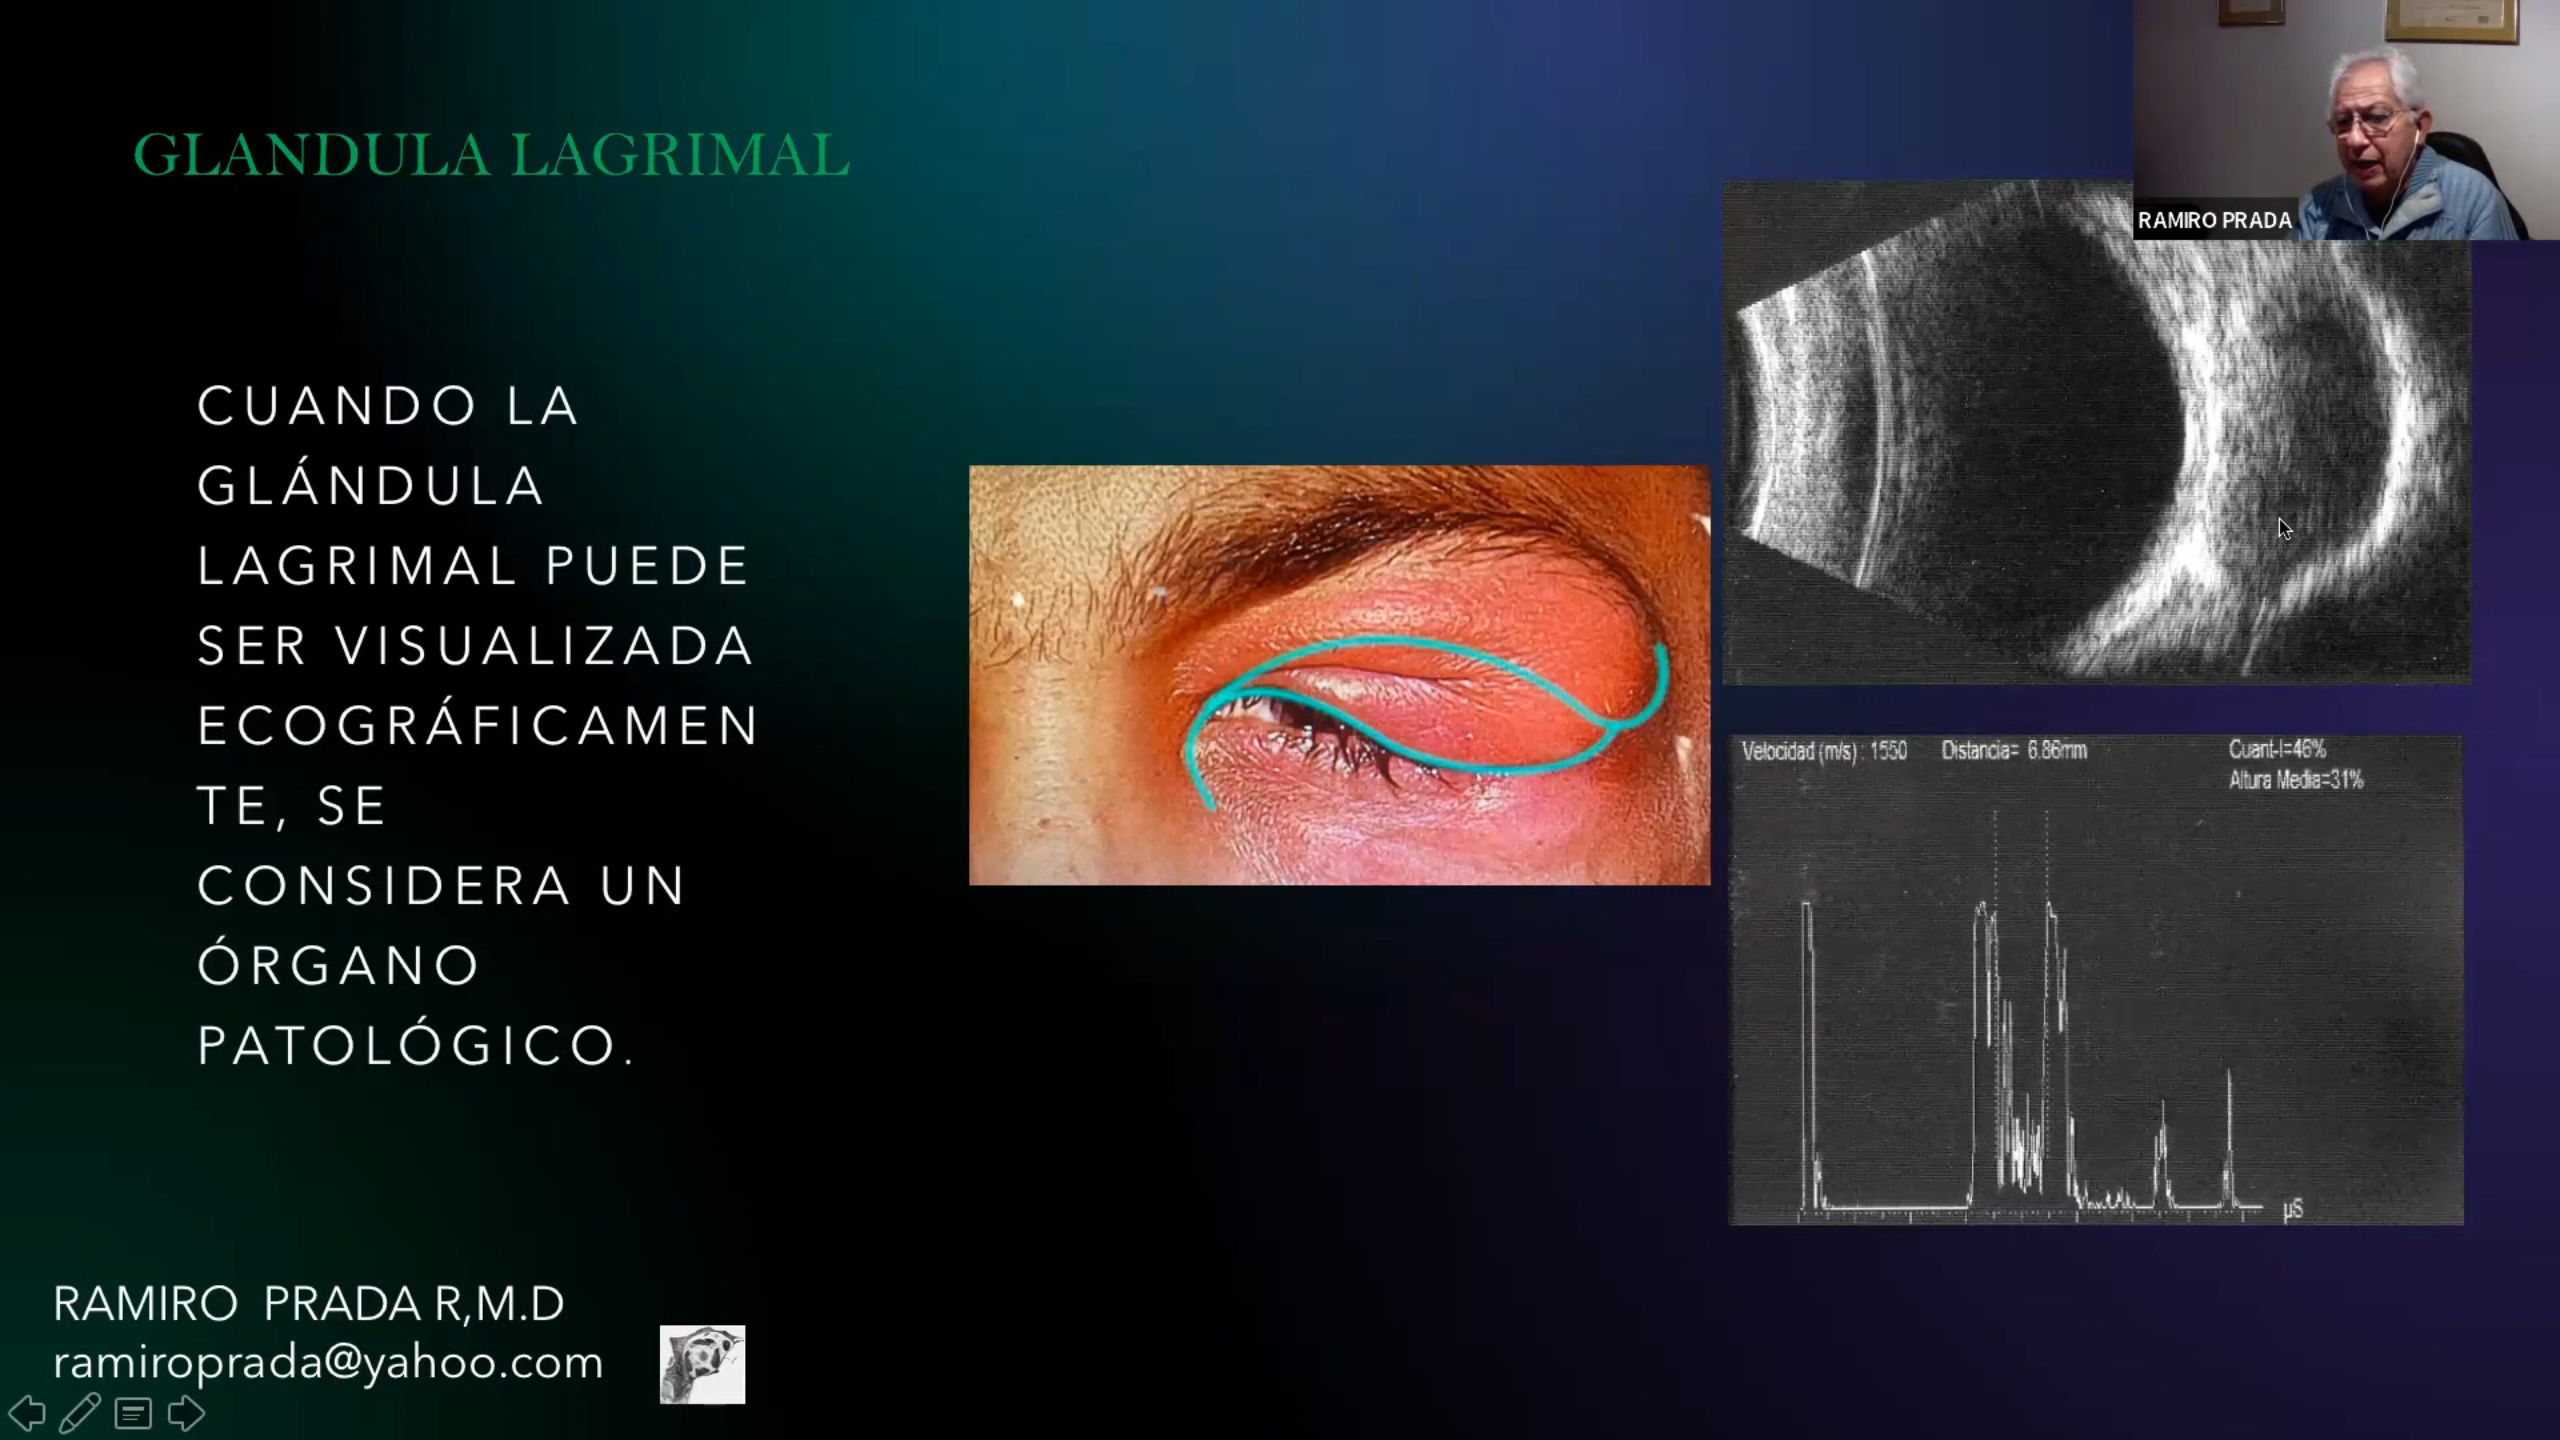 GLANDULA LAGRIMAL
CUANDO LA
GLÁNDULA
LAGRIMAL PUEDE
SER VISUALIZADA
ECOGRÁFICAMEN
TE, SE
CONSIDERA UN
ÓRGANO
PATOLÓGICO.
RAMIRO PRADA
Velocidad (m/s) : 1550 Distancia= 6.86mm Cuant-I=46%
Altura Media=31%
µS
RAMIRO PRADA R,M.D
ramiroprada@yahoo.com